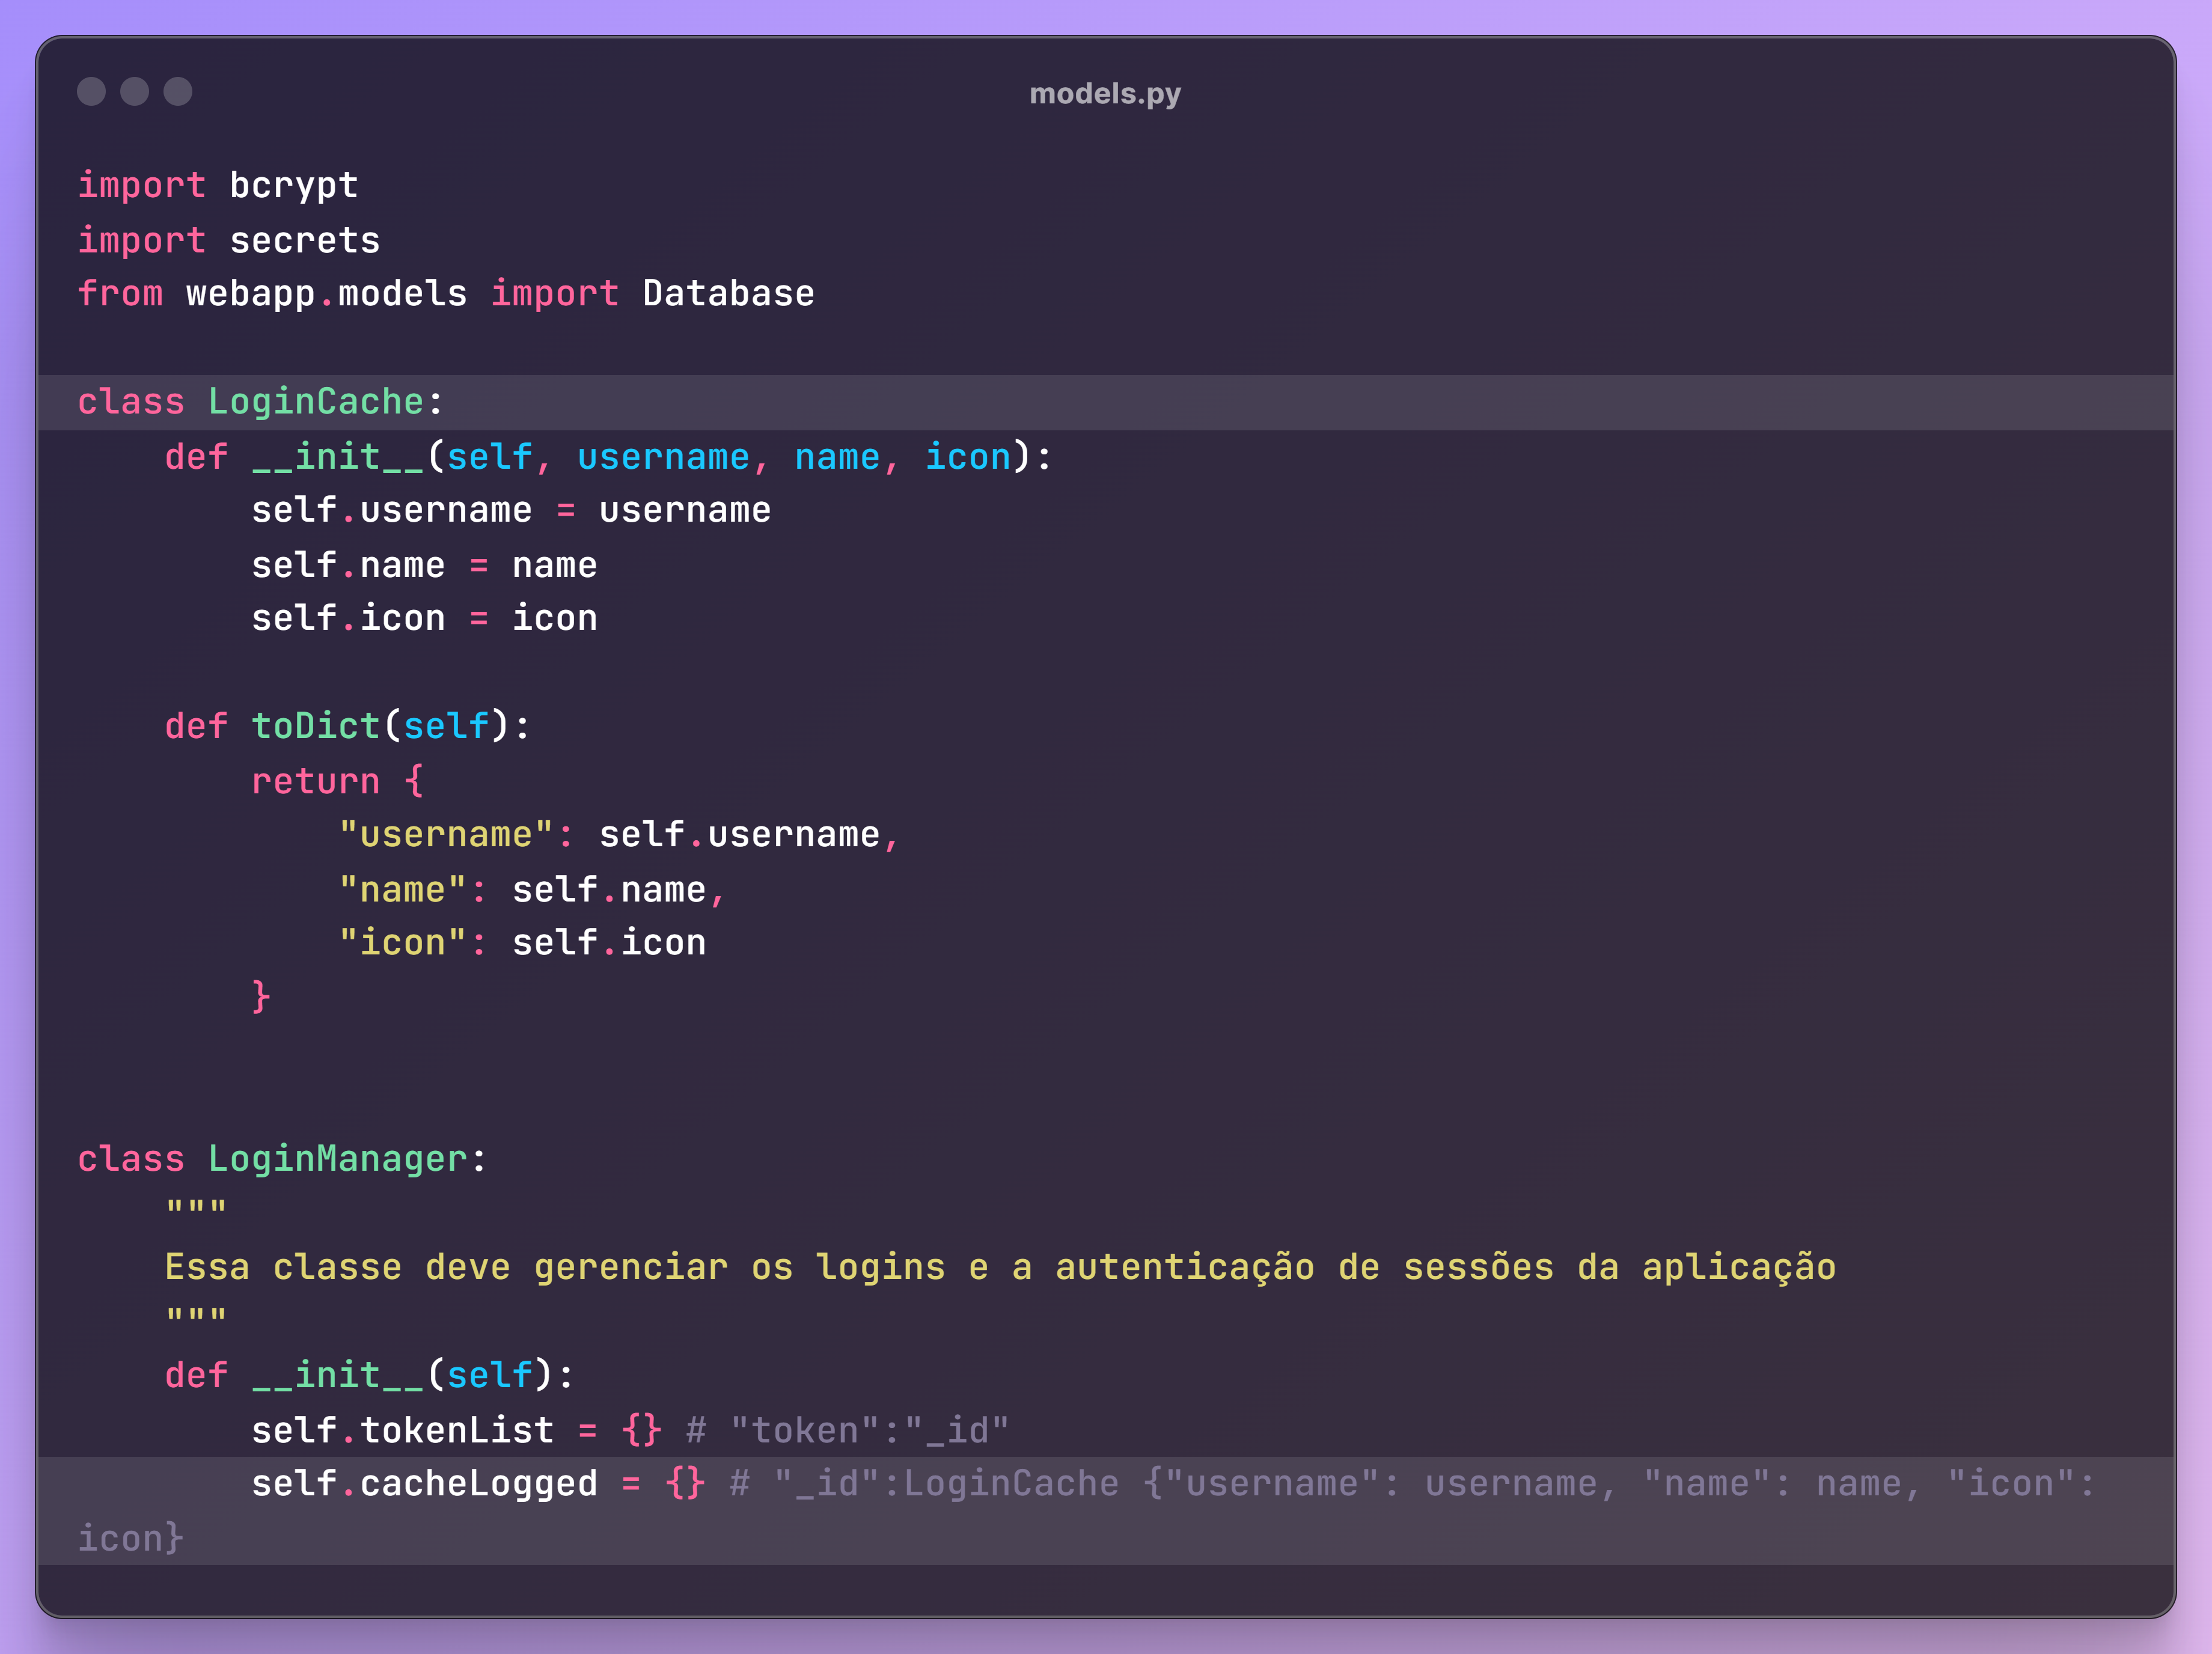 models.py
import bcrypt
import secrets
from webapp.models import Database
class LoginCache:
    def __init__(self, username, name, icon):
        self.username = username
        self.name = name
        self.icon = icon
    def toDict(self):
        return {
            "username": self.username,
            "name": self.name,
            "icon": self.icon
        }
class LoginManager:
    """
    Essa classe deve gerenciar os logins e a autenticação de sessões da aplicação
    """
    def __init__(self):
        self.tokenList = {} # "token":"_id"
        self.cacheLogged = {} # "_id":LoginCache {"username": username, "name": name, "icon":
icon}